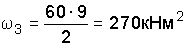 ω₃ = 60·9/2 = 270кНм²